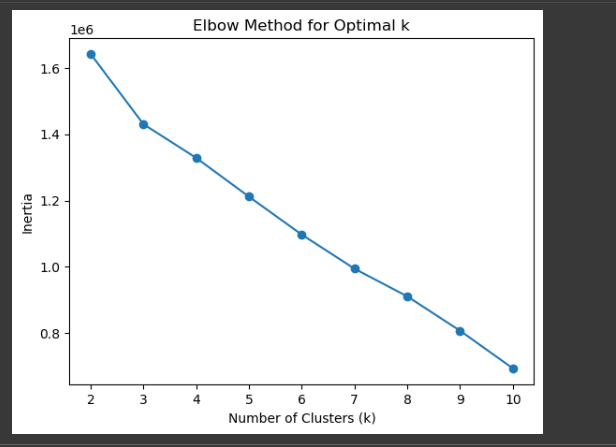 Elbow Method for Optimal k
1e6
1.6
1.4
1.2
1.0
0.8
Inertia
2 3 4 5 6 7 8 9 10
Number of Clusters (k)